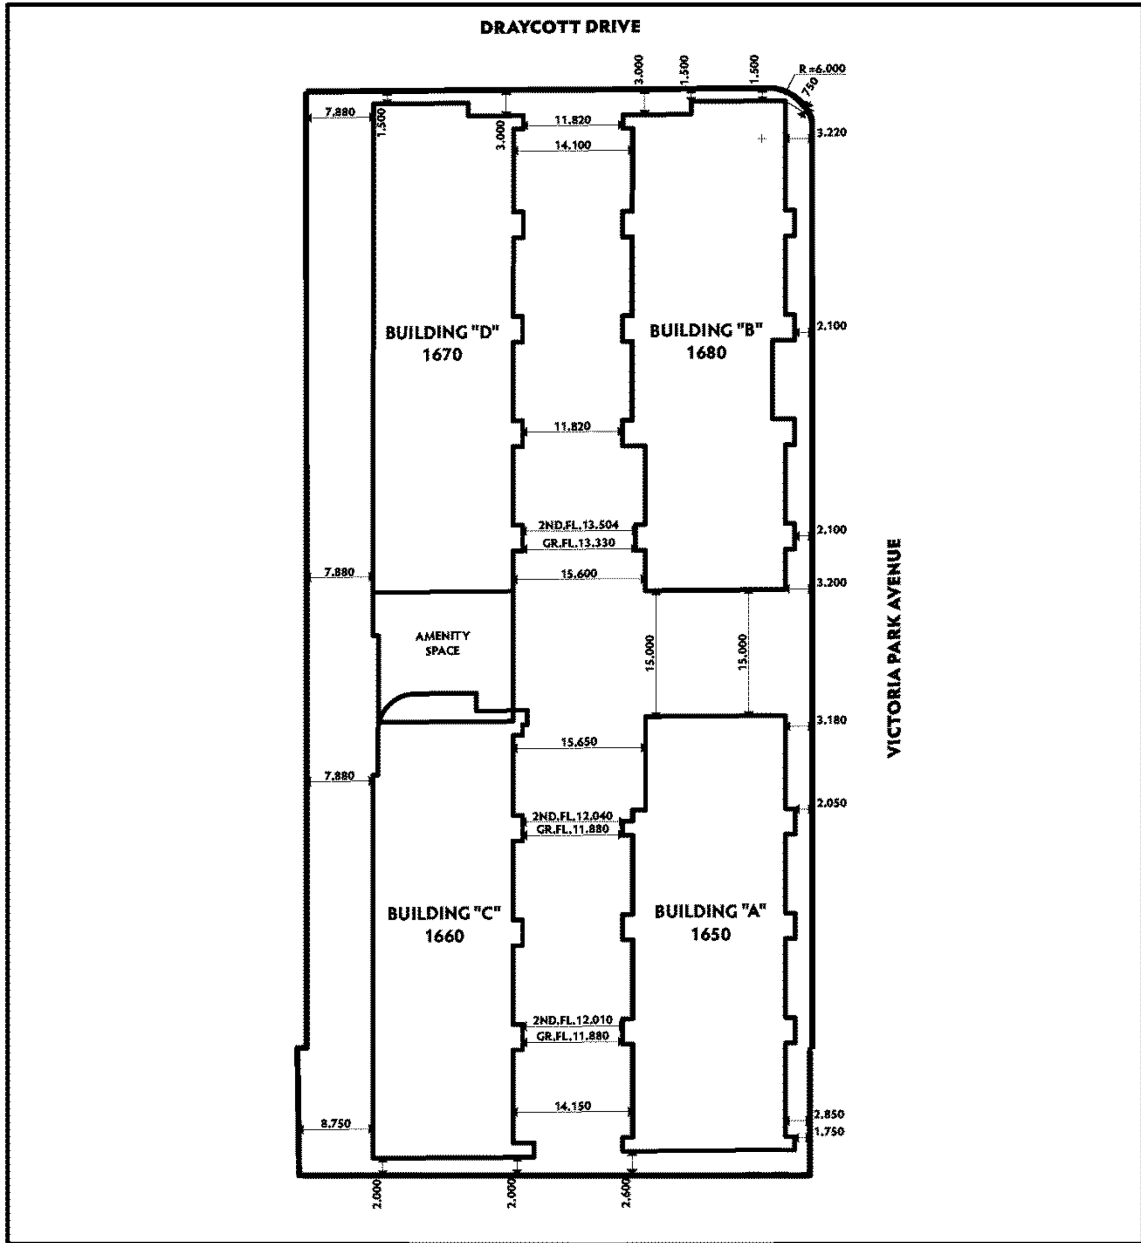 DRAYCOTT DRIVE
3.000
1.500
1.500
R=6.000
.750
7.880
1.500
3.000
11.820
14.100
3.220
BUILDING "D"
1670
BUILDING "B"
1680
2.100
11.820
2ND.FL.13.504
GR.FL.13.330
2.100
7.880
15.600
3.200
AMENITY
SPACE
15.000
15.000
VICTORIA PARK AVENUE
3.180
15.650
7.880
2.050
2ND.FL.12.040
GR.FL.11.880
BUILDING "C"
1660
BUILDING "A"
1650
2ND.FL.12.010
GR.FL.11.880
14.150
8.750
2.850
1.750
2.000
2.000
2.600